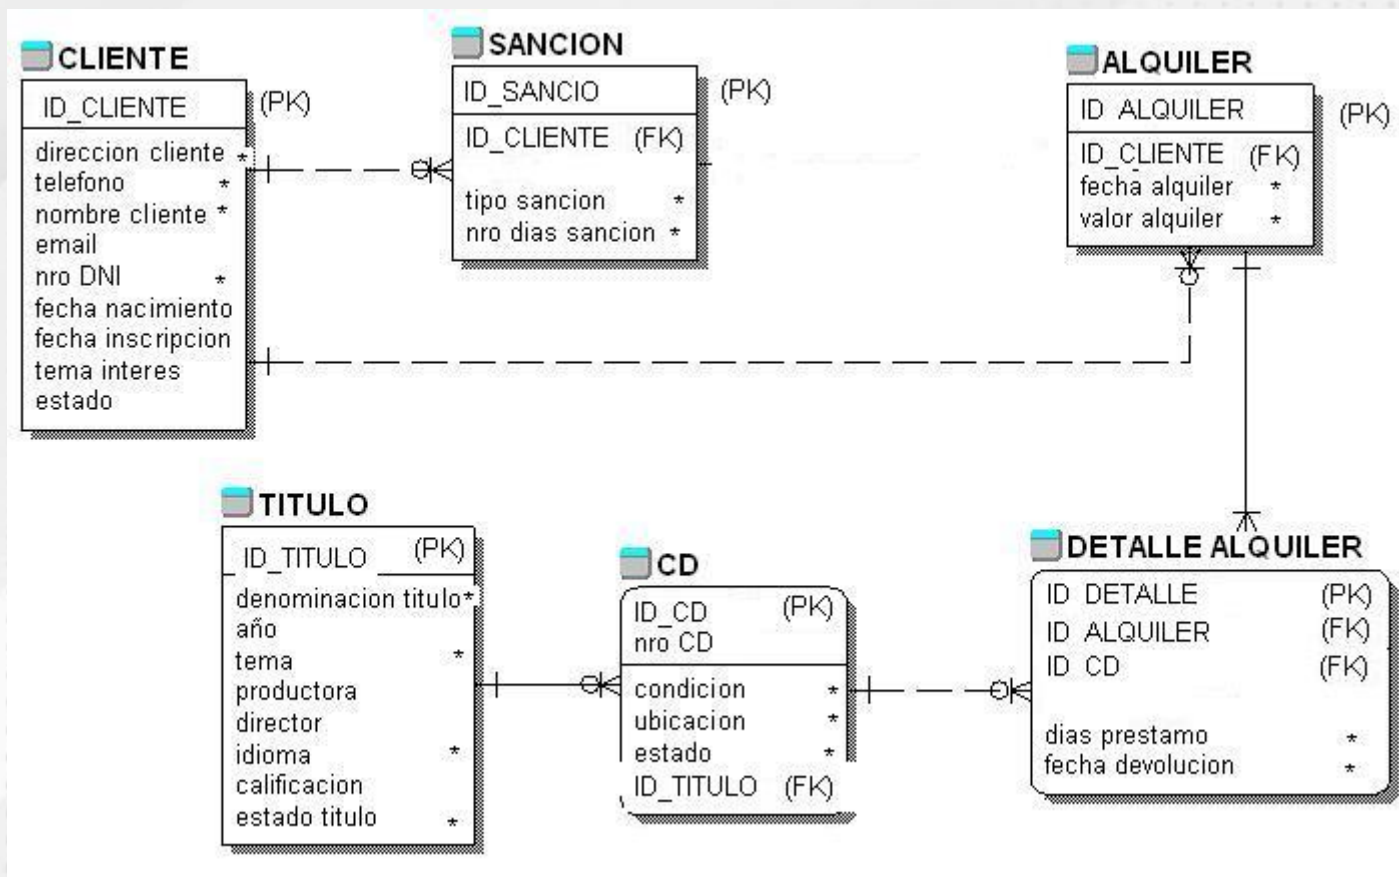 CLIENTE
ID_CLIENTE (PK)
direccion cliente *
telefono *
nombre cliente *
email
nro DNI *
fecha nacimiento
fecha inscripcion
tema interes
estado
SANCION
ID_SANCIO (PK)
ID_CLIENTE (FK)
tipo sancion *
nro dias sancion *
ALQUILER
ID ALQUILER (PK)
ID_CLIENTE (FK)
fecha alquiler *
valor alquiler *
TITULO
ID_TITULO (PK)
denominacion titulo*
año
tema *
productora
director
idioma *
calificacion
estado titulo *
CD
ID_CD (PK)
nro CD
condicion *
ubicacion *
estado *
ID_TITULO (FK)
DETALLE ALQUILER
ID DETALLE (PK)
ID ALQUILER (FK)
ID CD (FK)
dias prestamo *
fecha devolucion *